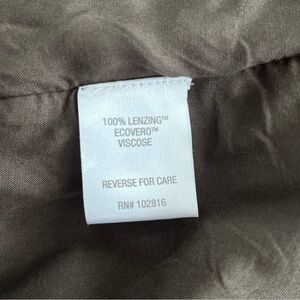 100% LENZING™
ECOVERO™
VISCOSE
REVERSE FOR CARE
RN# 102816